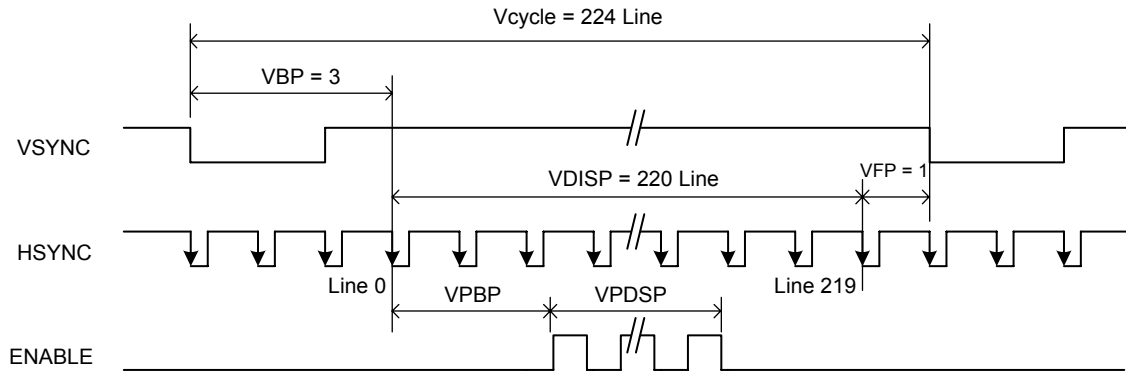 Vcycle = 224 Line
VBP = 3
VSYNC
VDISP = 220 Line
VFP = 1
HSYNC
Line 0
VPBP
VPDSP
Line 219
ENABLE